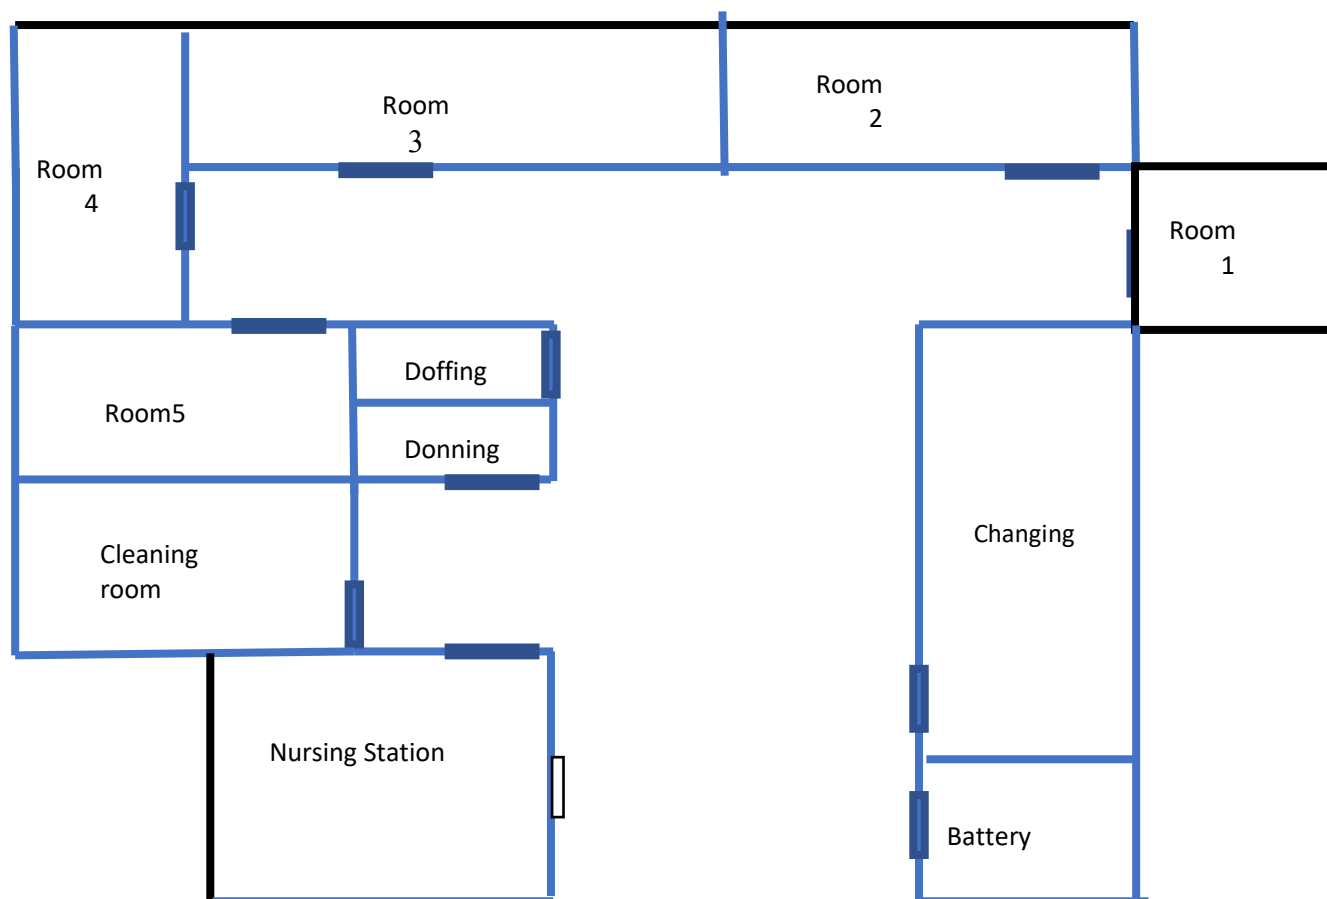 Room
3
Room
2
Room
4
Room
1
Doffing
Room5
Donning
Cleaning
room
Changing
Nursing Station
Battery